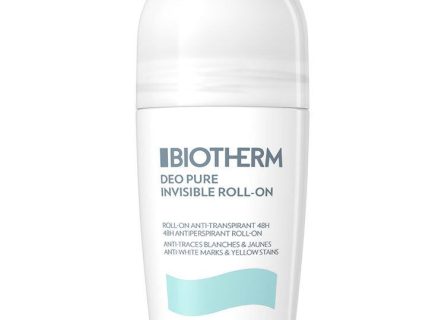 BIOTHERM
DEO PURE
INVISIBLE ROLL-ON
ROLL-ON ANTI-TRANSPIRANT 48H
48H ANTIPERSPIRANT ROLL-ON
ANTI-TRACES BLANCHES & JAUNES
ANTI WHITE MARKS & YELLOW STAINS